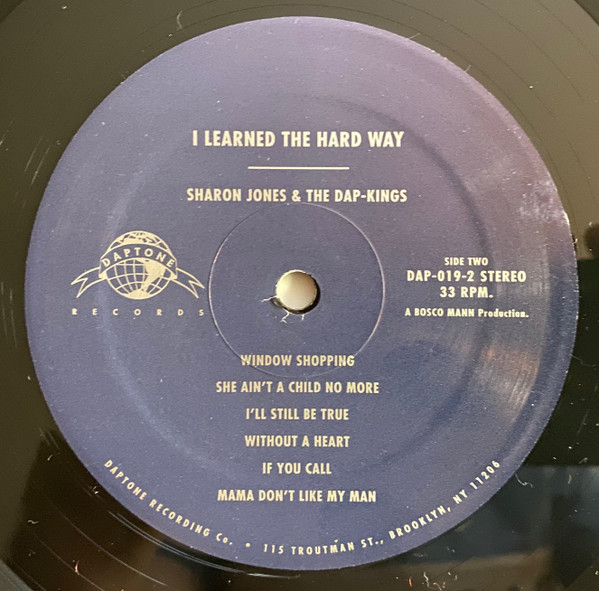 I LEARNED THE HARD WAY
SHARON JONES & THE DAP-KINGS
DAPTONE
RECORDS
SIDE TWO
DAP-019-2 STEREO
33 RPM.
A BOSCO MANN Production.
WINDOW SHOPPING
SHE AIN'T A CHILD NO MORE
I'LL STILL BE TRUE
WITHOUT A HEART
IF YOU CALL
MAMA DON'T LIKE MY MAN
DAPTONE RECORDING Co. • 115 TROUTMAN ST., BROOKLYN, NY 11206